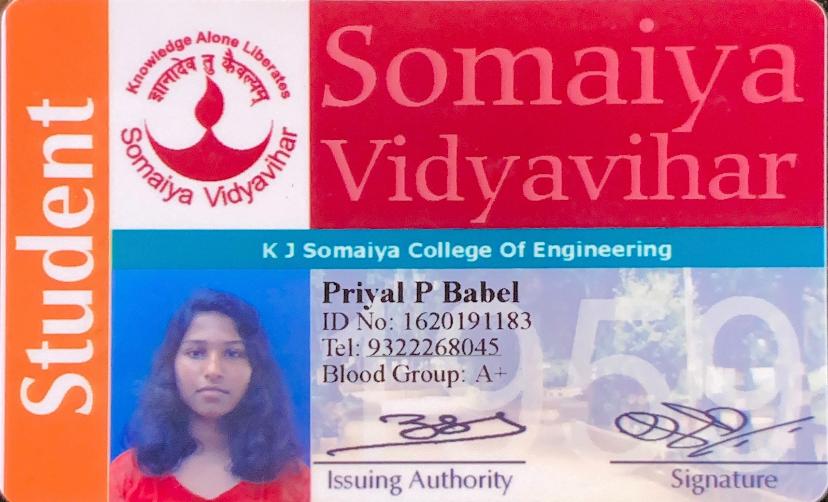 Student
Knowledge Alone Liberates
ज्ञानादेव तु कैवल्यम्
Somaiya Vidyavihar
Somaiya
Vidyavihar
K J Somaiya College Of Engineering
Priyal P Babel
ID No: 1620191183
Tel: 9322268045
Blood Group: A+
1959
Issuing Authority
Signature